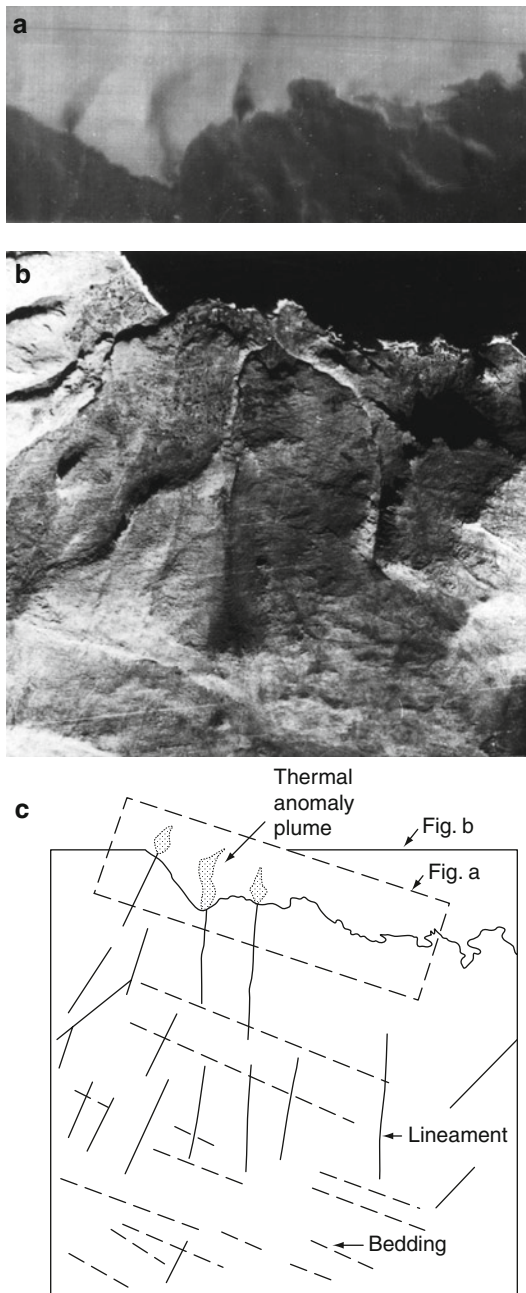 a
b
c
Thermal
anomaly
plume
Fig. b
Fig. a
Lineament
Bedding